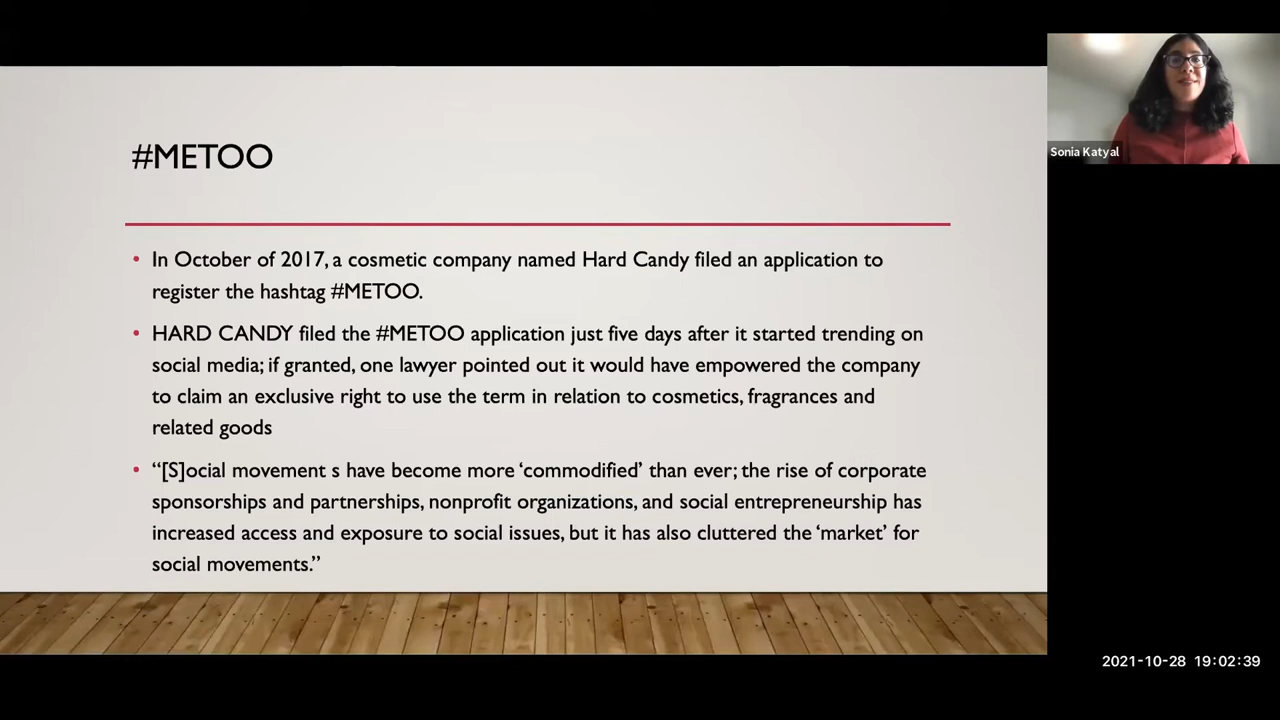 #METOO
• In October of 2017, a cosmetic company named Hard Candy filed an application to
register the hashtag #METOO.
• HARD CANDY filed the #METOO application just five days after it started trending on
social media; if granted, one lawyer pointed out it would have empowered the company
to claim an exclusive right to use the term in relation to cosmetics, fragrances and
related goods
• “[S]ocial movement s have become more ‘commodified’ than ever; the rise of corporate
sponsorships and partnerships, nonprofit organizations, and social entrepreneurship has
increased access and exposure to social issues, but it has also cluttered the ‘market’ for
social movements.”
Sonia Katyal
2021-10-28 19:02:39